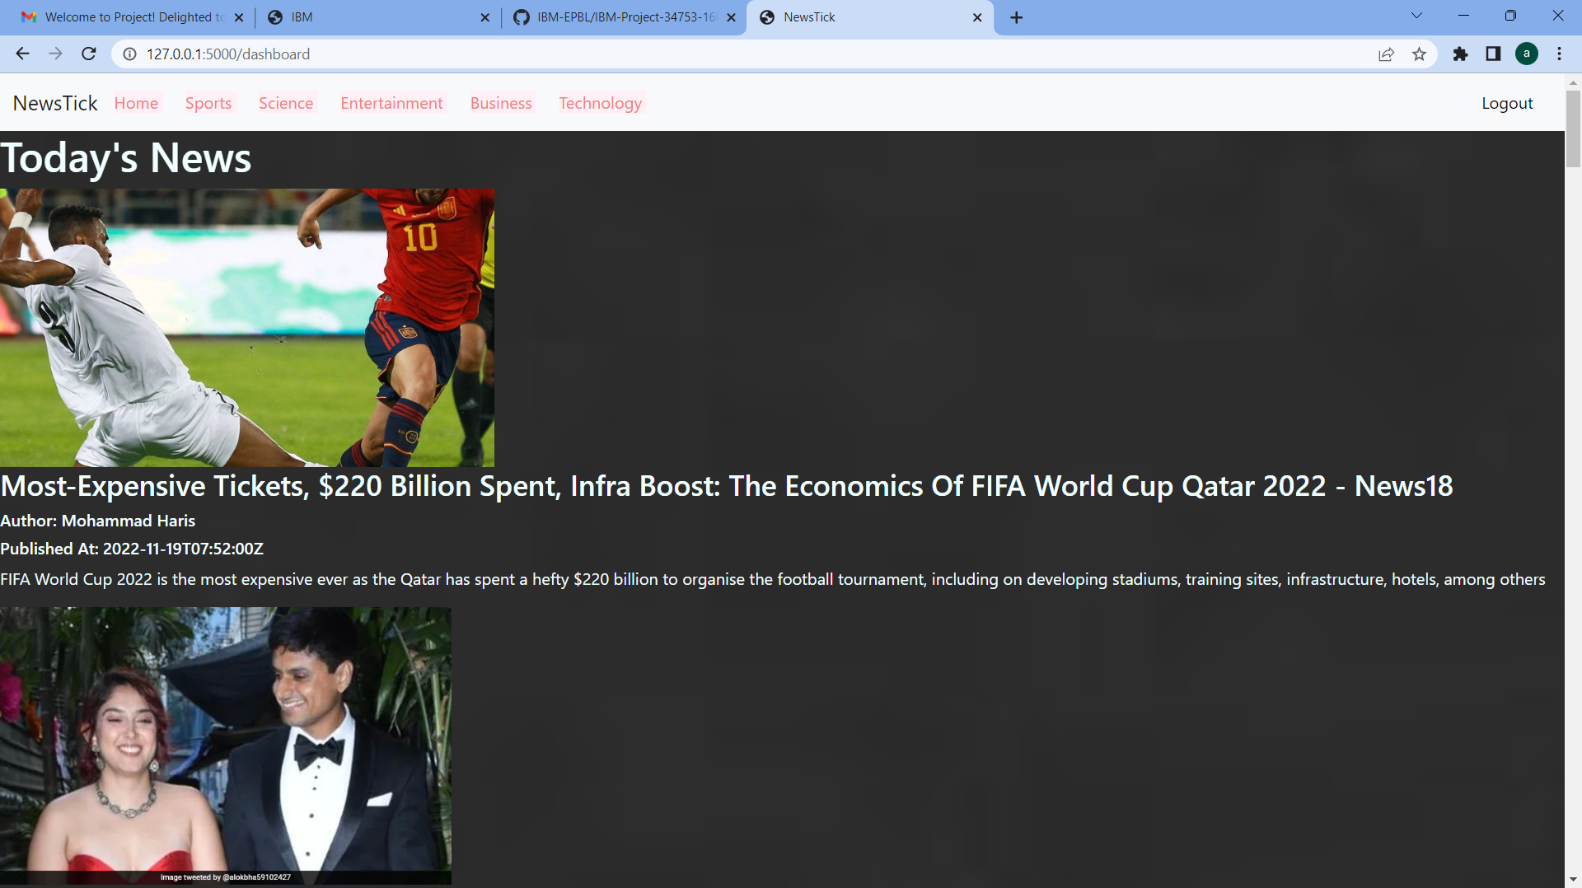 Welcome to Project! Delighted to
IBM
IBM-EPBL/IBM-Project-34753-16
NewsTick
127.0.0.1:5000/dashboard
a
NewsTick Home Sports Science Entertainment Business Technology Logout
Today's News
10
Most-Expensive Tickets, $220 Billion Spent, Infra Boost: The Economics Of FIFA World Cup Qatar 2022 - News18
Author: Mohammad Haris
Published At: 2022-11-19T07:52:00Z
FIFA World Cup 2022 is the most expensive ever as the Qatar has spent a hefty $220 billion to organise the football tournament, including on developing stadiums, training sites, infrastructure, hotels, among others
Image tweeted by @alokbha59102427